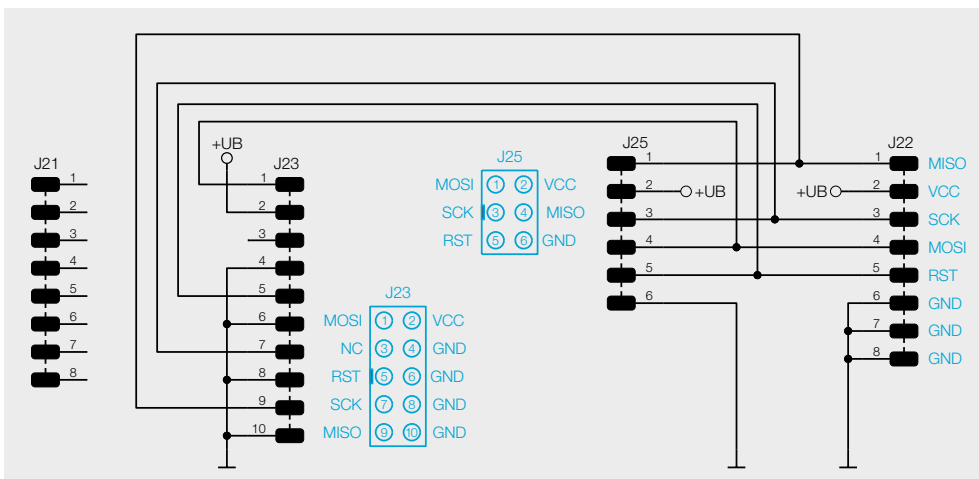 J21
1
2
3
4
5
6
7
8
+UB
J23
1
2
3
4
5
6
7
8
9
10
J25
MOSI 1 2 VCC
SCK 3 4 MISO
RST 5 6 GND
J23
MOSI 1 2 VCC
NC 3 4 GND
RST 5 6 GND
SCK 7 8 GND
MISO 9 10 GND
J25
1
2 +UB
3
4
5
6
J22
1 MISO
+UB 2 VCC
3 SCK
4 MOSI
5 RST
6 GND
7 GND
8 GND